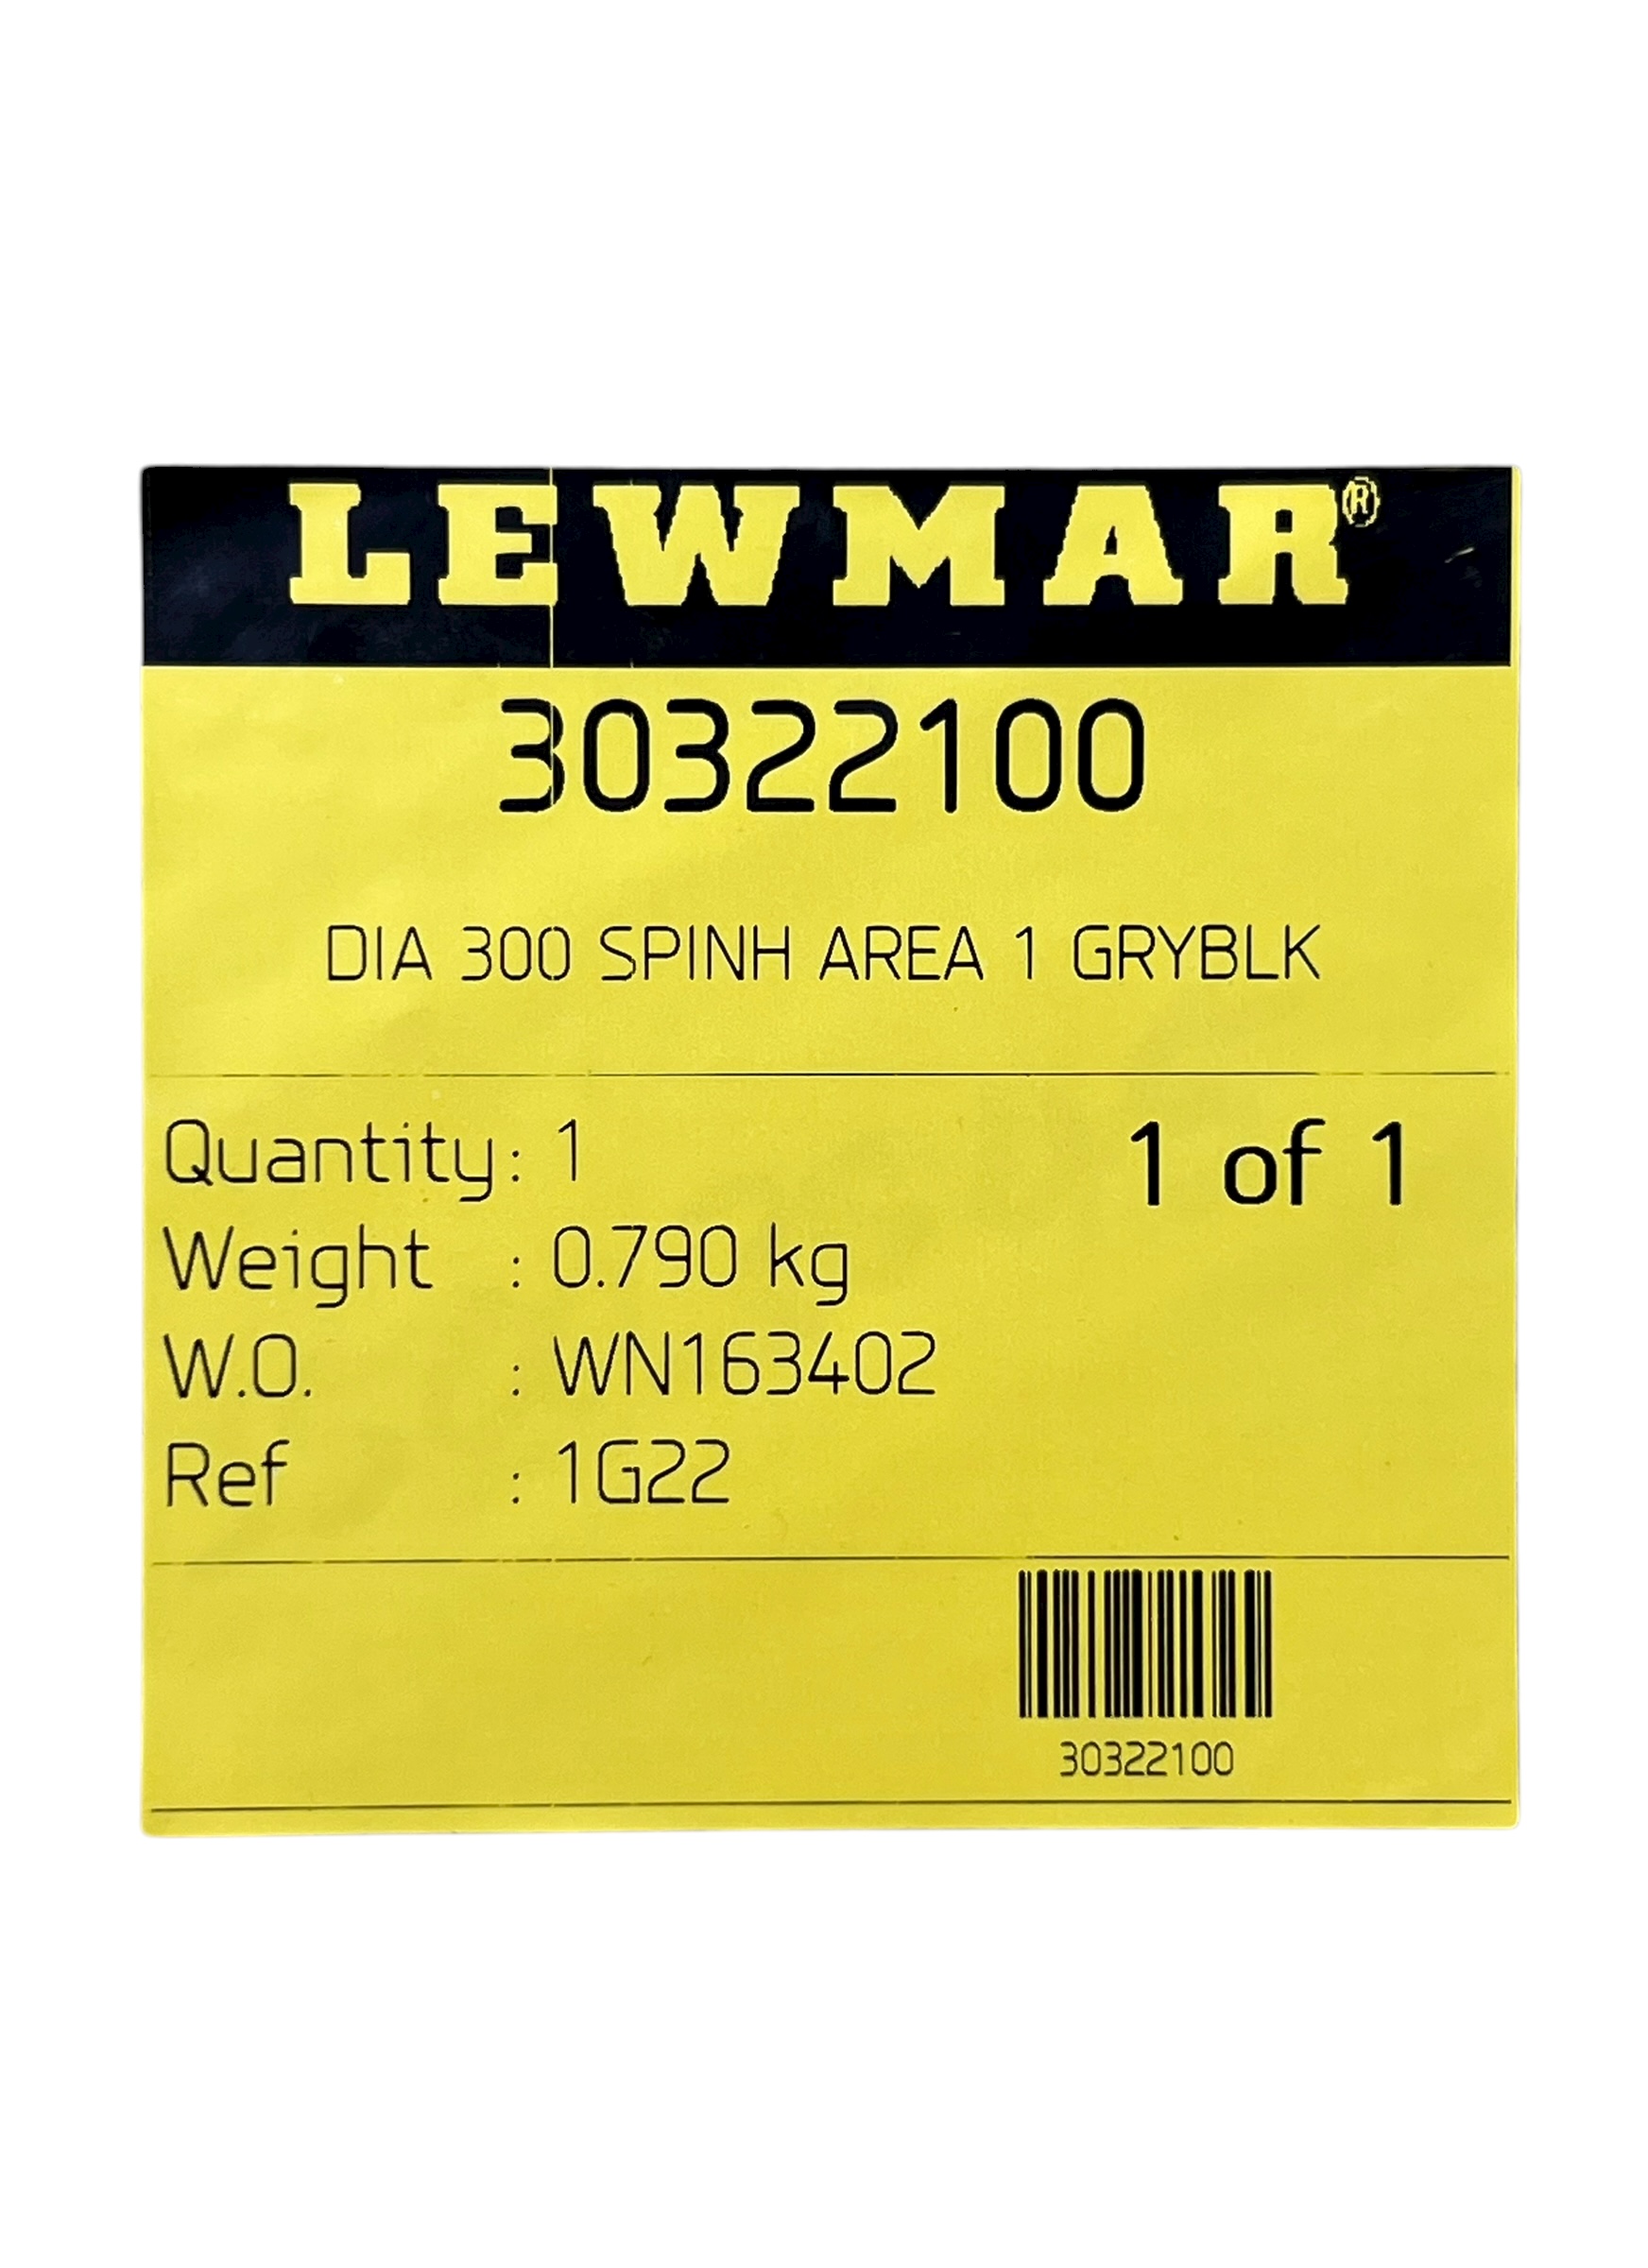 LEWMAR®
30322100
DIA 300 SPINH AREA 1 GRYBLK
Quantity: 1 1 of 1
Weight : 0.790 kg
W.O. : WN163402
Ref : 1G22
30322100